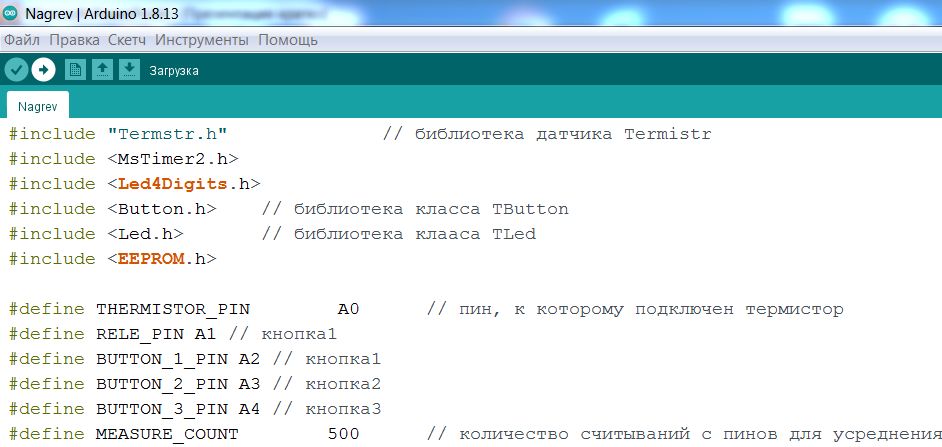 Nagrev | Arduino 1.8.13
Файл Правка Скетч Инструменты Помощь
Загрузка
Nagrev
#include "Termstr.h" // библиотека датчика Termistr
#include <MsTimer2.h>
#include <Led4Digits.h>
#include <Button.h> // библиотека класса TButton
#include <Led.h> // библиотека клааса TLed
#include <EEPROM.h>
#define THERMISTOR_PIN A0 // пин, к которому подключен термистор
#define RELE_PIN A1 // кнопка1
#define BUTTON_1_PIN A2 // кнопка1
#define BUTTON_2_PIN A3 // кнопка2
#define BUTTON_3_PIN A4 // кнопка3
#define MEASURE_COUNT 500 // количество считываний с пинов для усреднения